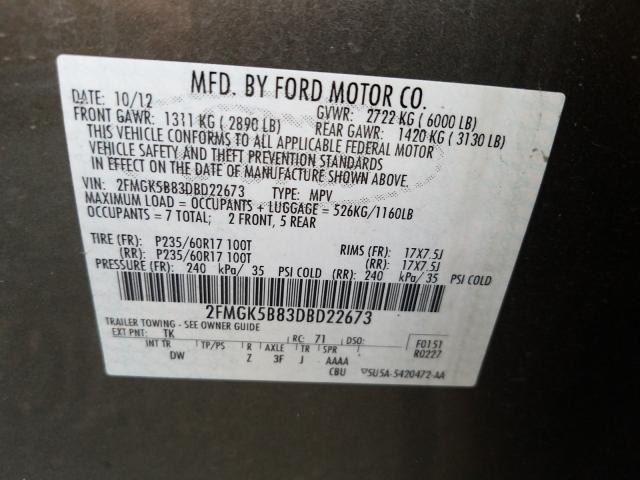 MFD. BY FORD MOTOR CO.
DATE: 10/12 GVWR: 2722 KG ( 6000 LB)
FRONT GAWR: 1311 KG ( 2890 LB) REAR GAWR: 1420 KG ( 3130 LB)
THIS VEHICLE CONFORMS TO ALL APPLICABLE FEDERAL MOTOR
VEHICLE SAFETY AND THEFT PREVENTION STANDARDS
IN EFFECT ON THE DATE OF MANUFACTURE SHOWN ABOVE.
VIN: 2FMGK5B83DBD22673 TYPE: MPV
MAXIMUM LOAD = OCCUPANTS + LUGGAGE = 526KG/1160LB
OCCUPANTS = 7 TOTAL; 2 FRONT, 5 REAR
TIRE (FR): P235/60R17 100T RIMS (FR): 17X7.5J
(RR): P235/60R17 100T (RR): 17X7.5J
PRESSURE (FR): 240 kPa/ 35 PSI COLD (RR): 240 kPa/ 35 PSI COLD
2FMGK5B83DBD22673
TRAILER TOWING - SEE OWNER GUIDE
EXT PNT: TK RC: 71 DSO: F0151
INT TR TP/PS R AXLE TR SPR R0227
DW Z 3F J AAAA
CBU 5U5A-5420472-AA